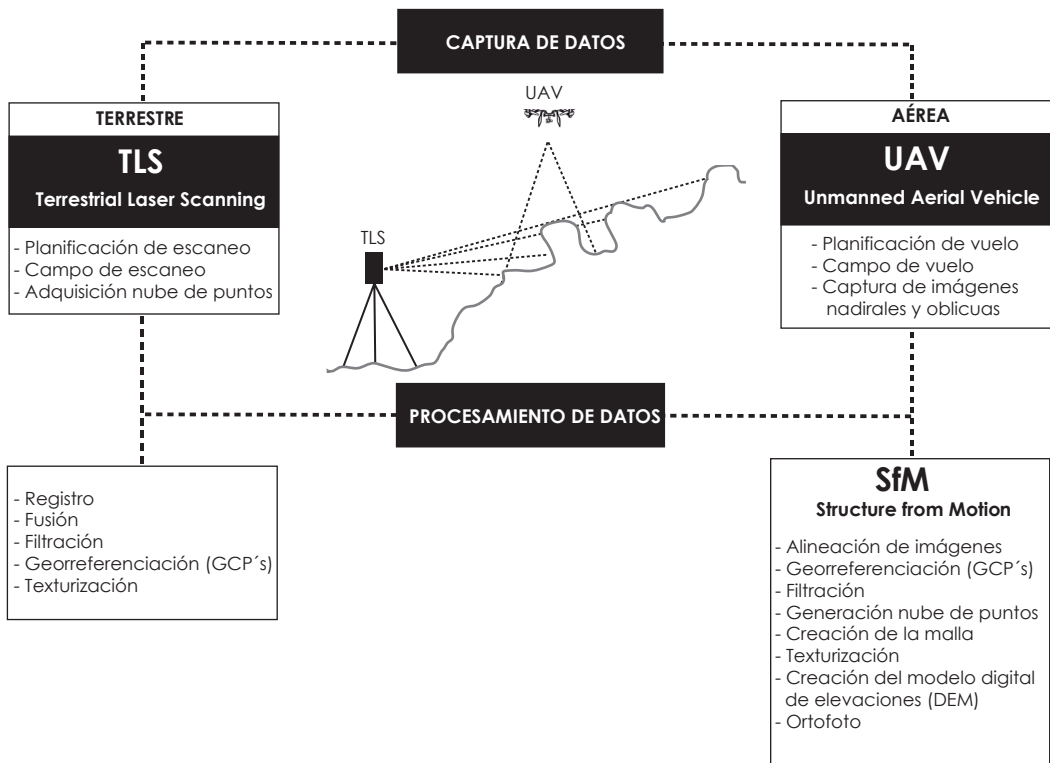 CAPTURA DE DATOS
TERRESTRE
TLS
Terrestrial Laser Scanning
- Planificación de escaneo
- Campo de escaneo
- Adquisición nube de puntos
UAV
TLS
AÉREA
UAV
Unmanned Aerial Vehicle
- Planificación de vuelo
- Campo de vuelo
- Captura de imágenes
nadirales y oblicuas
PROCESAMIENTO DE DATOS
- Registro
- Fusión
- Filtración
- Georreferenciación (GCP´s)
- Texturización
SfM
Structure from Motion
- Alineación de imágenes
- Georreferenciación (GCP´s)
- Filtración
- Generación nube de puntos
- Creación de la malla
- Texturización
- Creación del modelo digital
de elevaciones (DEM)
- Ortofoto